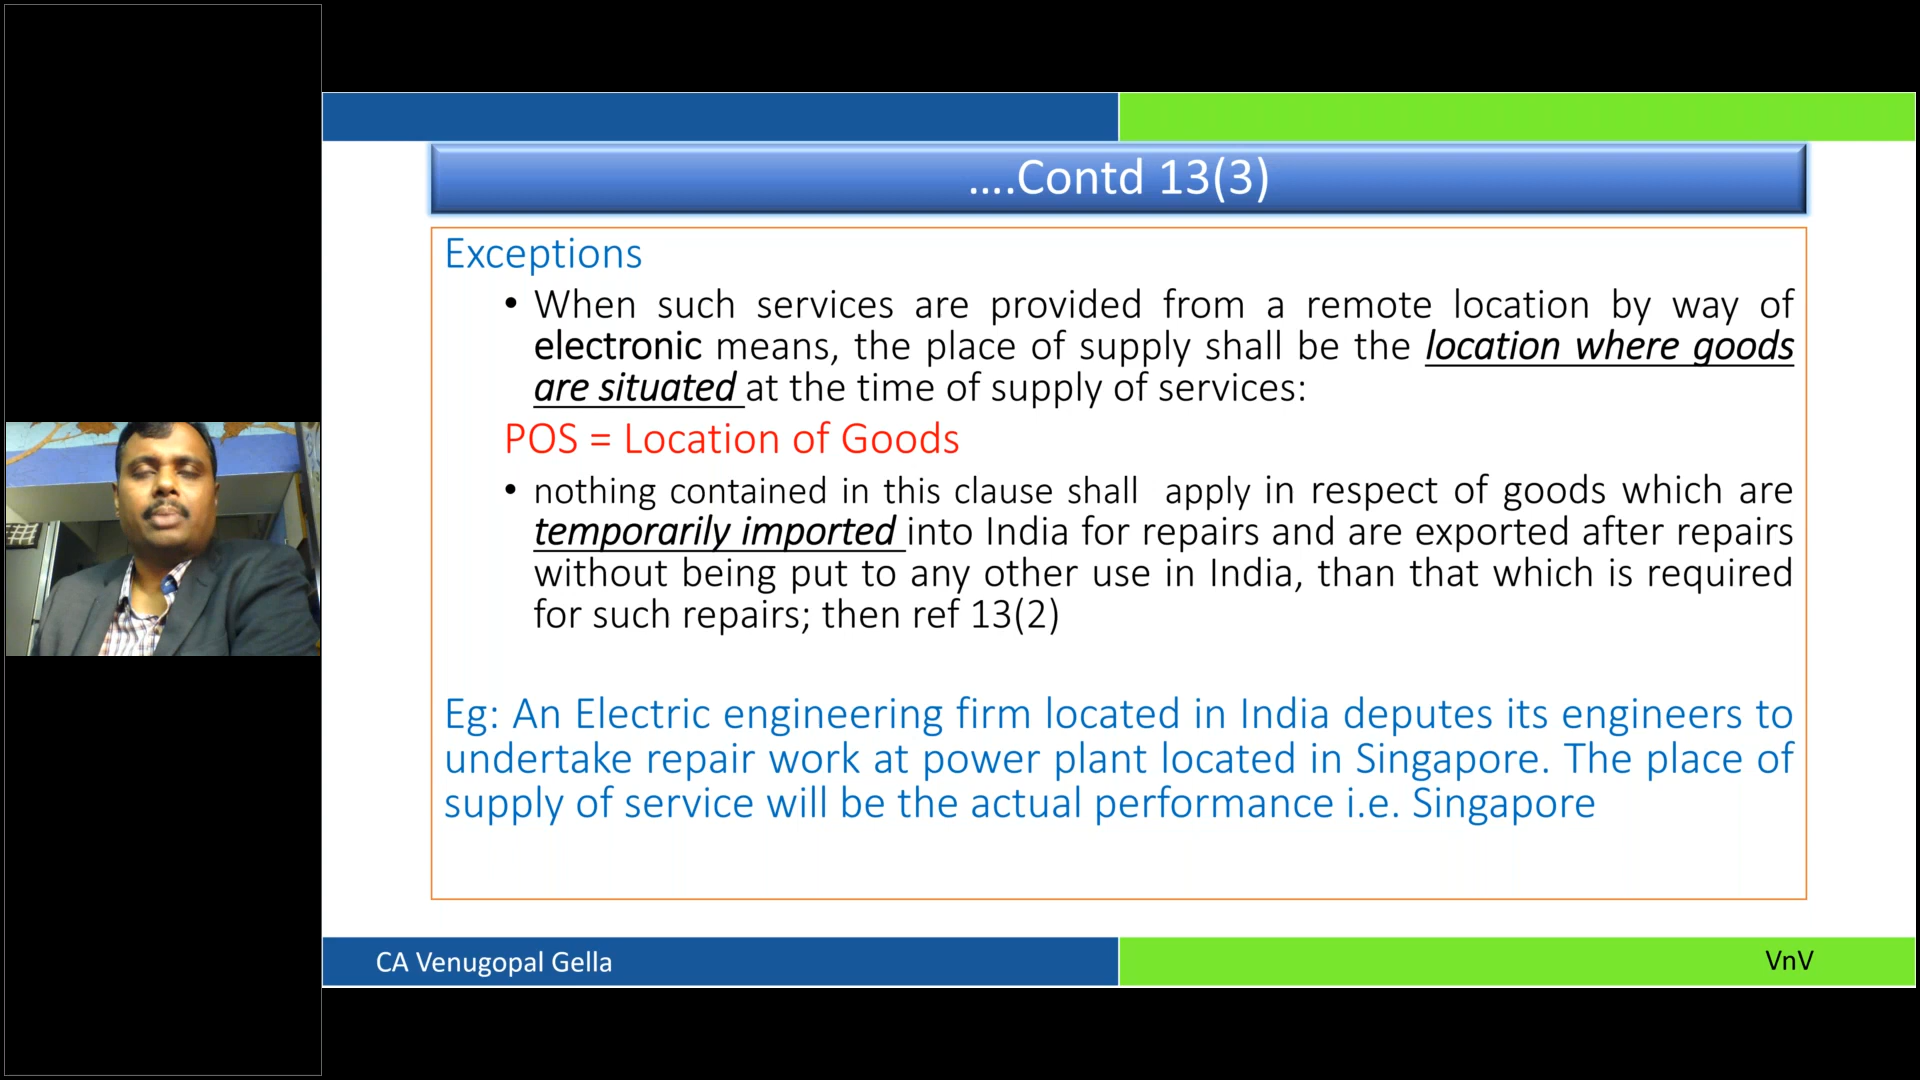 ....Contd 13(3)
Exceptions
• When such services are provided from a remote location by way of
electronic means, the place of supply shall be the location where goods
are situated at the time of supply of services:
POS = Location of Goods
• nothing contained in this clause shall apply in respect of goods which are
temporarily imported into India for repairs and are exported after repairs
without being put to any other use in India, than that which is required
for such repairs; then ref 13(2)
Eg: An Electric engineering firm located in India deputes its engineers to
undertake repair work at power plant located in Singapore. The place of
supply of service will be the actual performance i.e. Singapore
CA Venugopal Gella
VnV